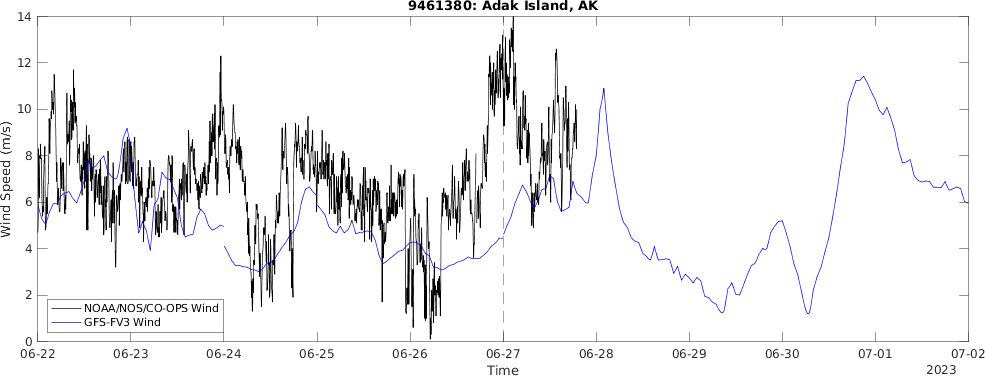 9461380: Adak Island, AK
Wind Speed (m/s)
14
12
10
8
6
4
2
0
NOAA/NOS/CO-OPS Wind
GFS-FV3 Wind
06-22 06-23 06-24 06-25 06-26 06-27 06-28 06-29 06-30 07-01 07-02
Time
2023